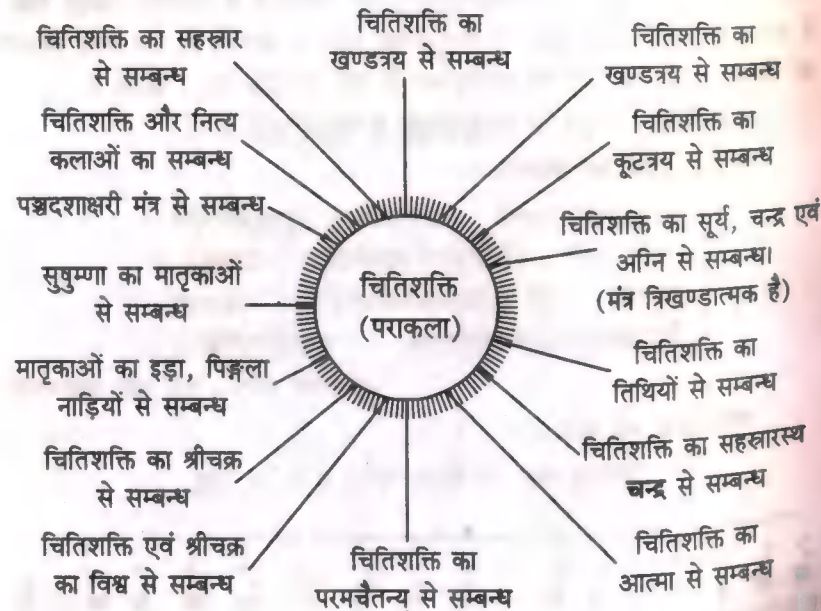 चितिशक्ति का सहस्रार
से सम्बन्ध
चितिशक्ति का
खण्डत्रय से सम्बन्ध
चितिशक्ति का
खण्डत्रय से सम्बन्ध
चितिशक्ति और नित्य
कलाओं का सम्बन्ध
चितिशक्ति का
कूटत्रय से सम्बन्ध
पञ्चदशाक्षरी मंत्र से सम्बन्ध
चितिशक्ति का सूर्य, चन्द्र एवं
अग्नि से सम्बन्ध।
(मंत्र त्रिखण्डात्मक है)
सुषुम्णा का मातृकाओं
से सम्बन्ध
चितिशक्ति
(पराकला)
मातृकाओं का इड़ा, पिङ्गला
नाड़ियों से सम्बन्ध
चितिशक्ति का
तिथियों से सम्बन्ध
चितिशक्ति का श्रीचक्र
से सम्बन्ध
चितिशक्ति का सहस्रारस्थ
चन्द्र से सम्बन्ध
चितिशक्ति एवं श्रीचक्र
का विश्व से सम्बन्ध
चितिशक्ति का
परमचैतन्य से सम्बन्ध
चितिशक्ति का
आत्मा से सम्बन्ध